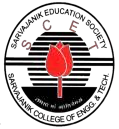 SARVAJANIK EDUCATION SOCIETY
S C E T
SARVAJANIK COLLEGE OF ENGG. & TECH.